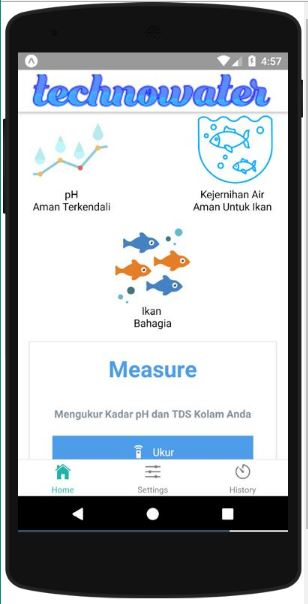 4:57
technowater
pH
Aman Terkendali
Kejernihan Air
Aman Untuk Ikan
Ikan
Bahagia
Measure
Mengukur Kadar pH dan TDS Kolam Anda
Ukur
Home
Settings
History